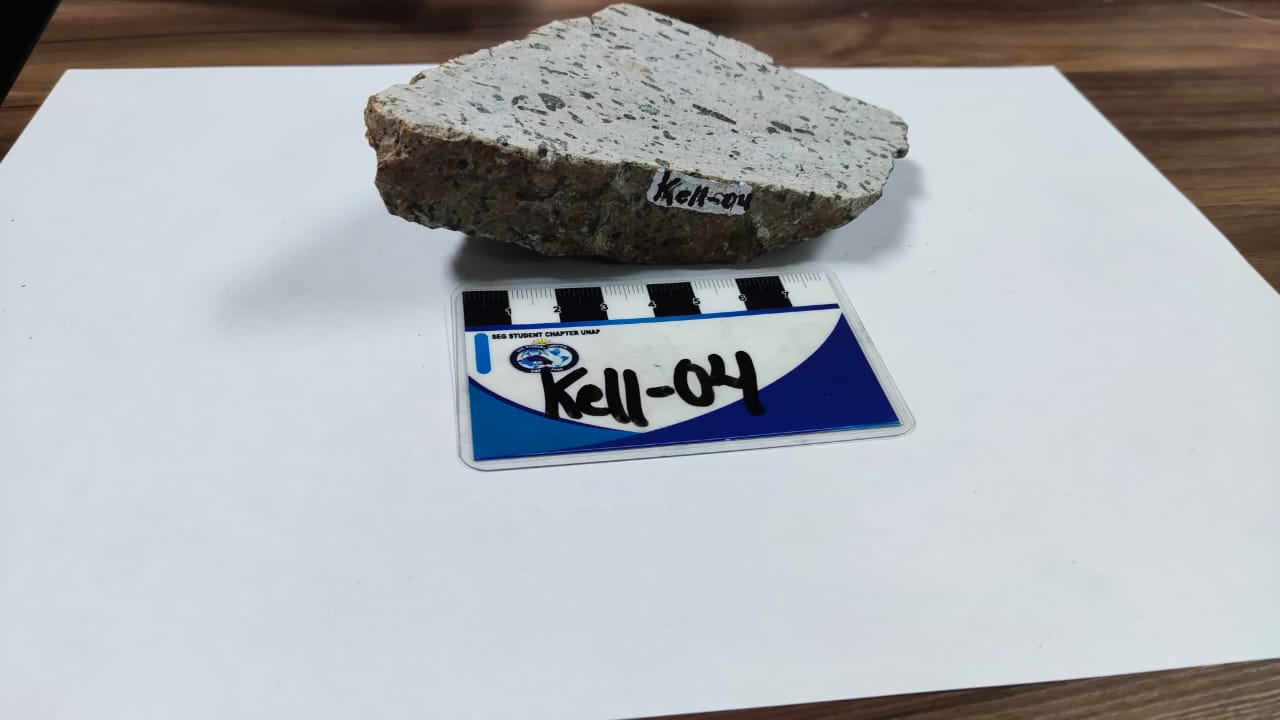 Kell-04
1 2 3 4 5 6 7
SEG STUDENT CHAPTER UNAP
Kell-04